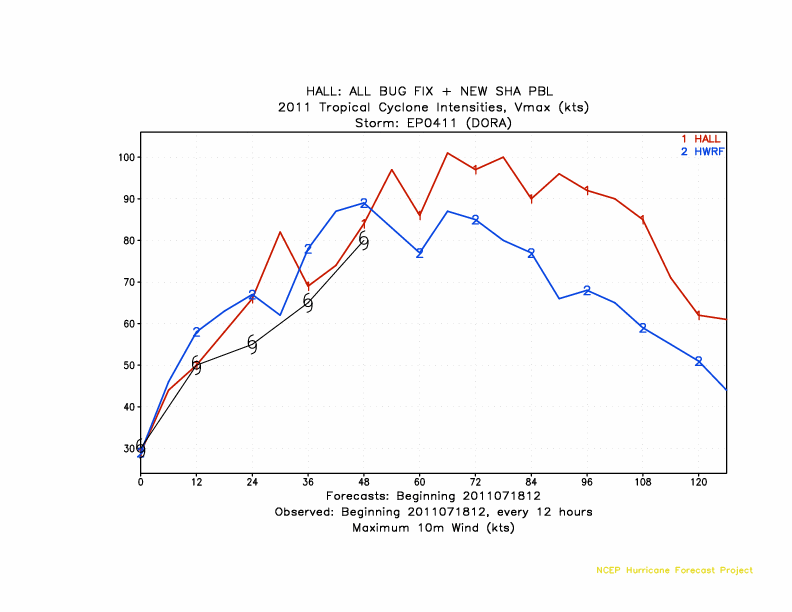 HALL: ALL BUG FIX + NEW SHA PBL
2011 Tropical Cyclone Intensities, Vmax (kts)
Storm: EP0411 (DORA)
1 HALL
2 HWRF
100
90
80
70
60
50
40
30
0 12 24 36 48 60 72 84 96 108 120
Forecasts: Beginning 2011071812
Observed: Beginning 2011071812, every 12 hours
Maximum 10m Wind (kts)
NCEP Hurricane Forecast Project